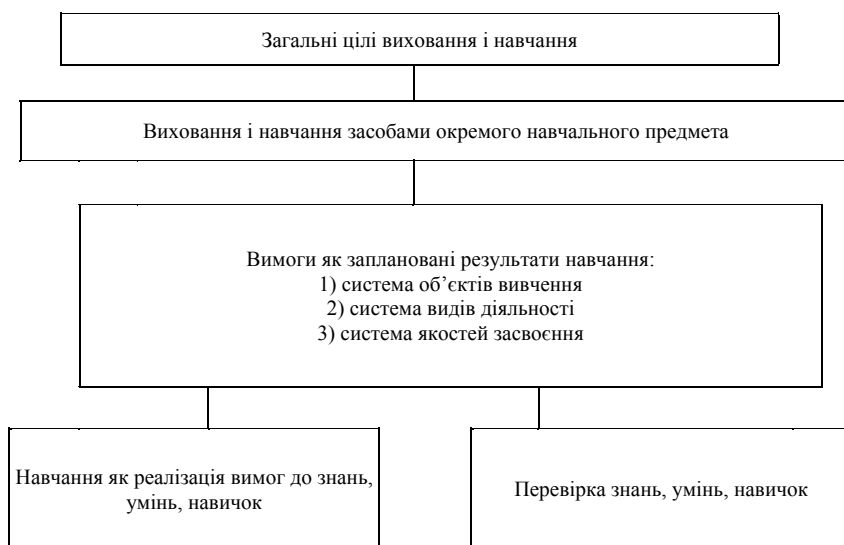 Загальні цілі виховання і навчання
Виховання і навчання засобами окремого навчального предмета
Вимоги як заплановані результати навчання:
1) система об’єктів вивчення
2) система видів діяльності
3) система якостей засвоєння
Навчання як реалізація вимог до знань,
умінь, навичок
Перевірка знань, умінь, навичок